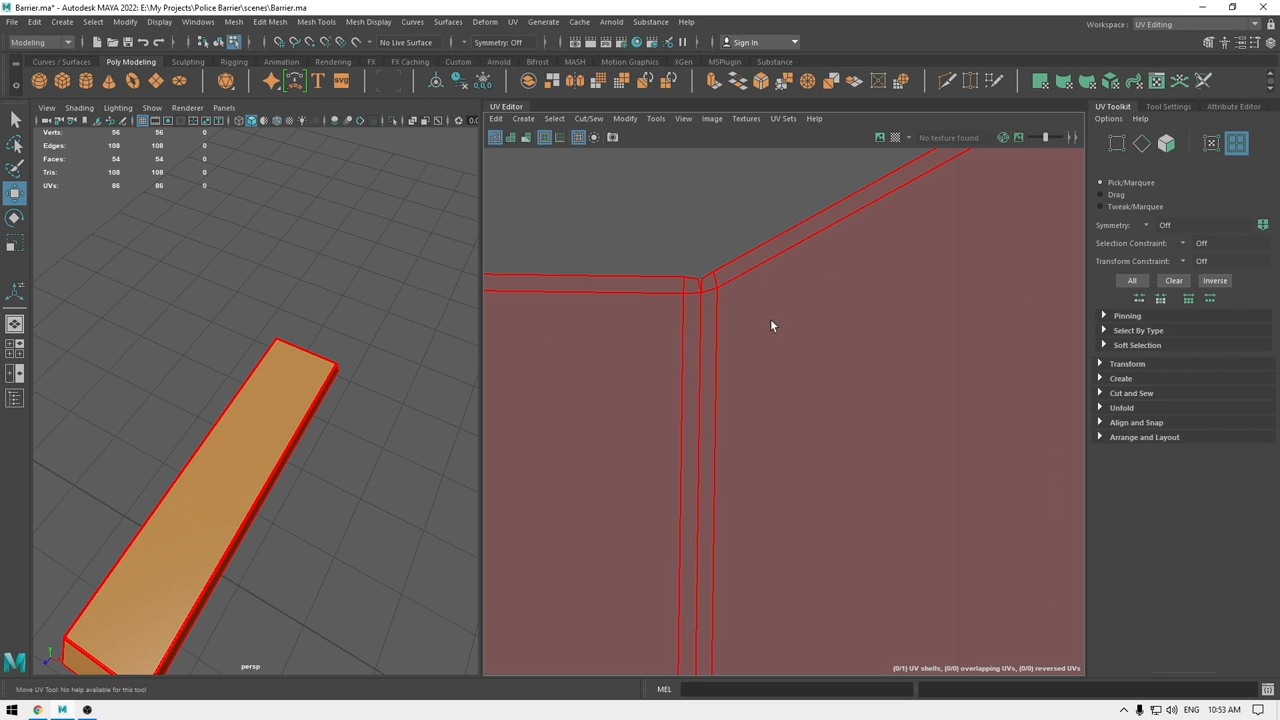 Barrier.ma* - Autodesk MAYA 2022: E:\My Projects\Police Barrier\scenes\Barrier.ma
File Edit Create Select Modify Display Windows Mesh Edit Mesh Mesh Tools Mesh Display Curves Surfaces Deform UV Generate Cache Arnold Substance Help
Workspace : UV Editing
Modeling No Live Surface Symmetry: Off Sign In
Curves / Surfaces Poly Modeling Sculpting Rigging Animation Rendering FX FX Caching Custom Arnold Bifrost MASH Motion Graphics XGen MSPlugin Substance
View Shading Lighting Show Renderer Panels
UV Editor
UV Toolkit Tool Settings Attribute Editor
Edit Create Select Cut/Sew Modify Tools View Image Textures UV Sets Help
Options Help
Verts: 56 56 0
Edges: 108 108 0
Faces: 54 54 0
Tris: 108 108 0
UVs: 86 86 0
No texture found
Pick/Marquee
Drag
Tweak/Marquee
Symmetry: Off
Selection Constraint: Off
Transform Constraint: Off
All Clear Inverse
Pinning
Select By Type
Soft Selection
Transform
Create
Cut and Sew
Unfold
Align and Snap
Arrange and Layout
persp
(0/1) UV shells, (0/0) overlapping UVs, (0/0) reversed UVs
Move UV Tool: No help available for this tool
MEL
ENG 10:53 AM